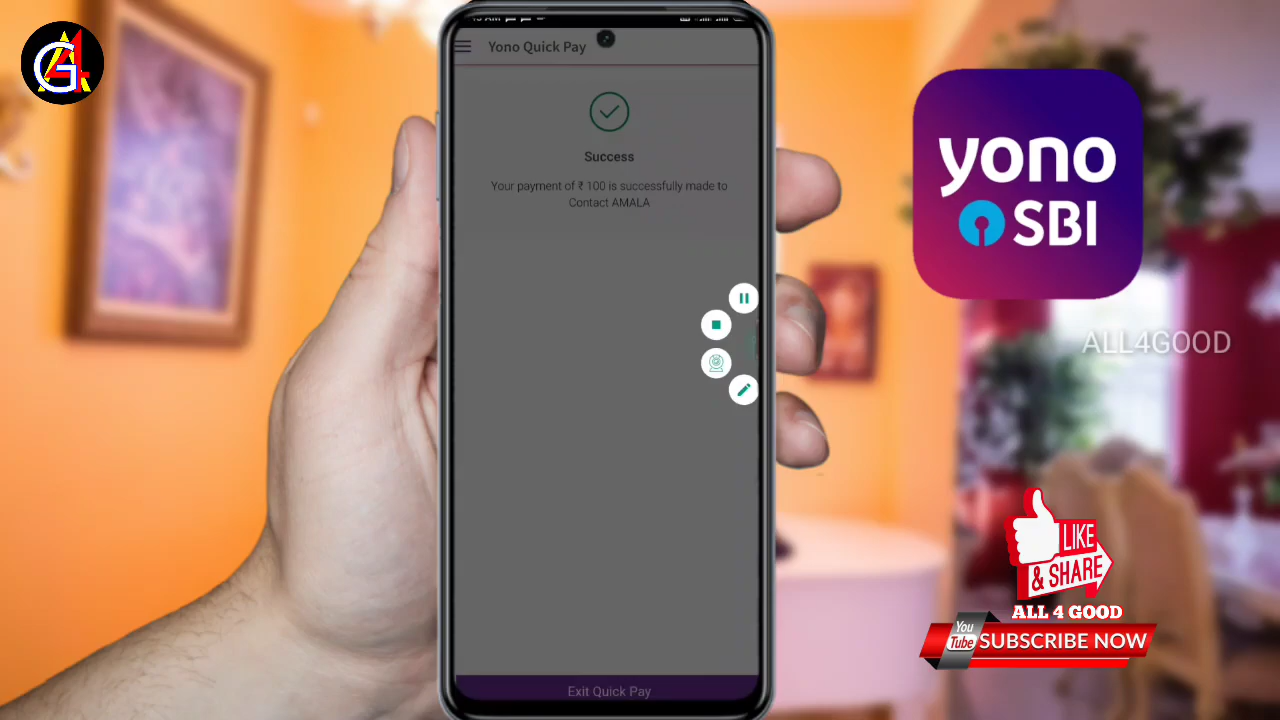 Yono Quick Pay
Success
Your payment of ₹ 100 is successfully made to
Contact AMALA
Exit Quick Pay
yono
SBI
ALL4GOOD
LIKE
& SHARE
ALL 4 GOOD
You
Tube
SUBSCRIBE NOW